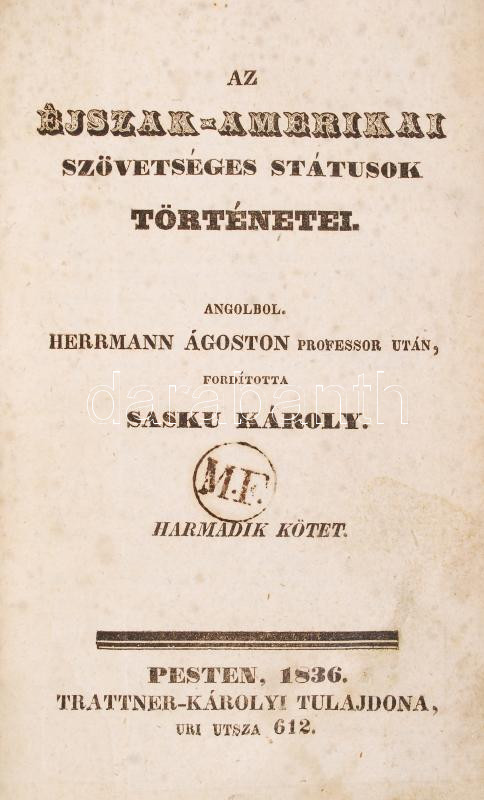 AZ
ÉJSZAK=AMERIKAI
SZÖVETSÉGES STÁTUSOK
TÖRTÉNETEI.
ANGOLBOL.
HERRMANN ÁGOSTON PROFESSOR UTÁN,
FORDÍTOTTA
darabanth
SASKU KÁROLY.
M.F.
HARMADIK KÖTET.
PESTEN, 1836.
TRATTNER-KÁROLYI TULAJDONA,
URI UTSZA 612.